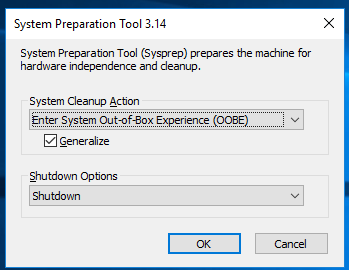 System Preparation Tool 3.14
System Preparation Tool (Sysprep) prepares the machine for
hardware independence and cleanup.
System Cleanup Action
Enter System Out-of-Box Experience (OOBE)
Generalize
Shutdown Options
Shutdown
OK
Cancel